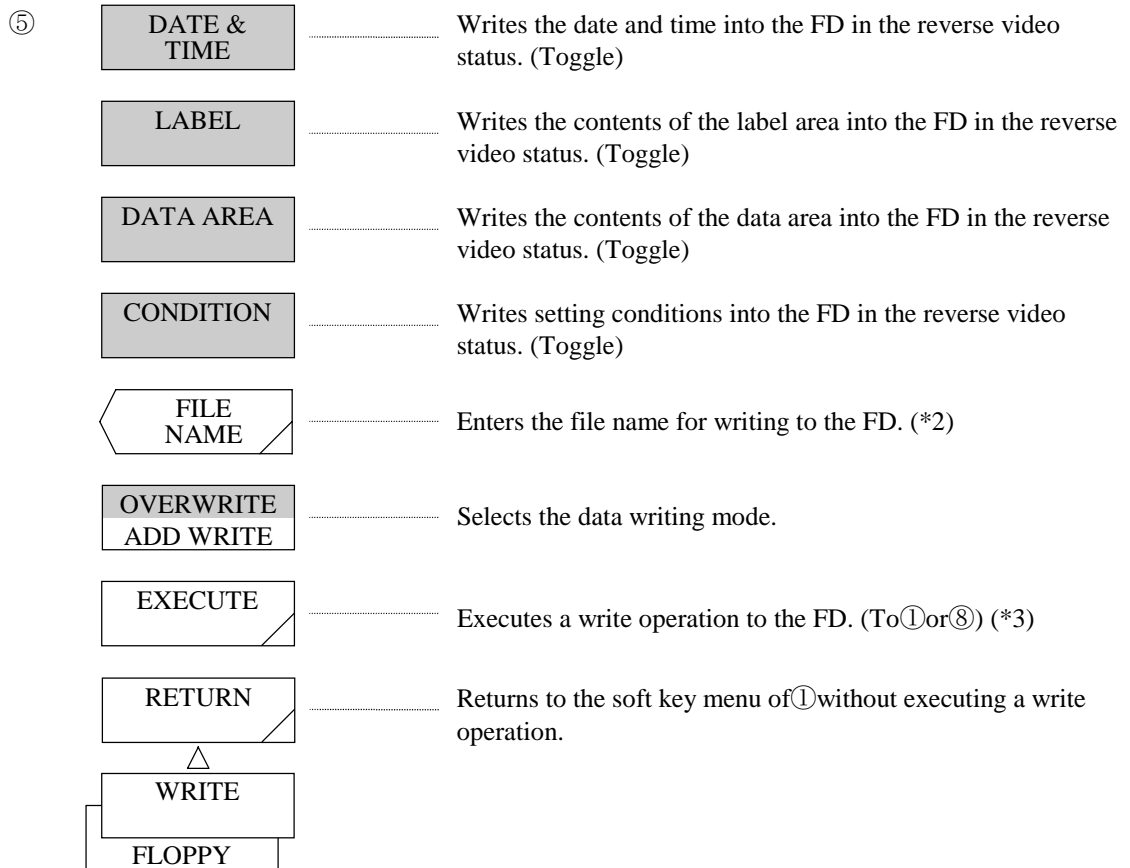 ⑤
DATE &
TIME
Writes the date and time into the FD in the reverse video
status. (Toggle)
LABEL
Writes the contents of the label area into the FD in the reverse
video status. (Toggle)
DATA AREA
Writes the contents of the data area into the FD in the reverse
video status. (Toggle)
CONDITION
Writes setting conditions into the FD in the reverse video
status. (Toggle)
FILE
NAME
Enters the file name for writing to the FD. (*2)
OVERWRITE
ADD WRITE
Selects the data writing mode.
EXECUTE
Executes a write operation to the FD. (To①or⑧) (*3)
RETURN
Returns to the soft key menu of①without executing a write
operation.
WRITE
FLOPPY